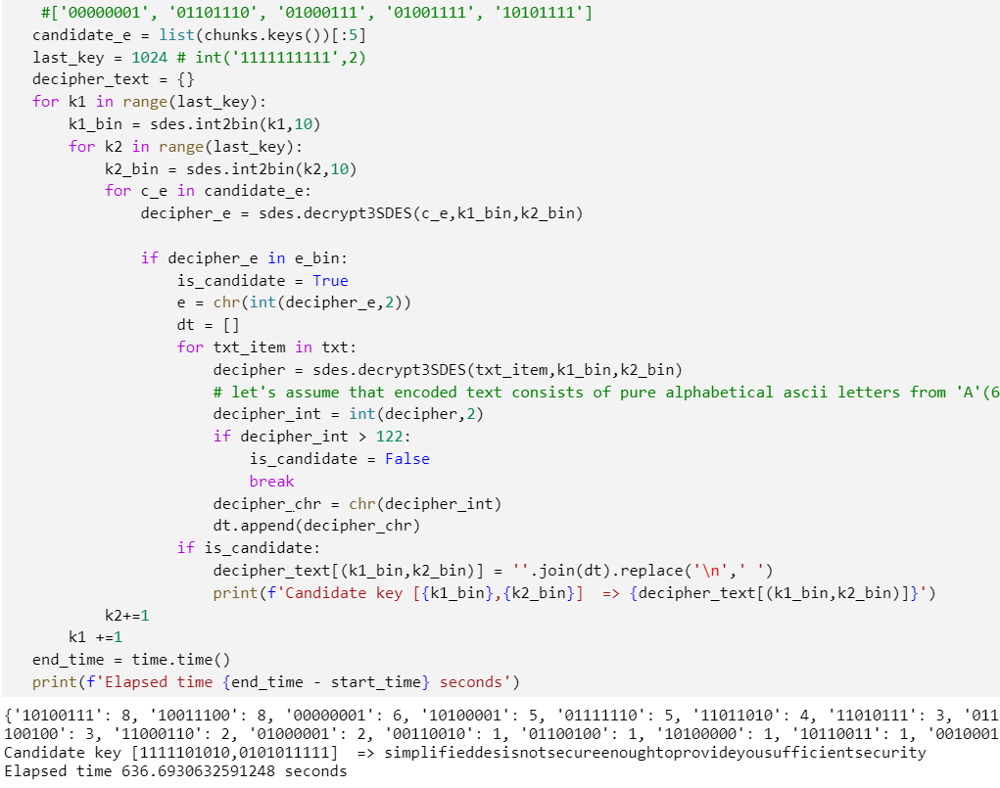 #['00000001', '01101110', '01000111', '01001111', '10101111']
candidate_e = list(chunks.keys())[:5]
last_key = 1024 # int('1111111111',2)
decipher_text = {}
for k1 in range(last_key):
    k1_bin = sdes.int2bin(k1,10)
    for k2 in range(last_key):
        k2_bin = sdes.int2bin(k2,10)
        for c_e in candidate_e:
            decipher_e = sdes.decrypt3SDES(c_e,k1_bin,k2_bin)
            if decipher_e in e_bin:
                is_candidate = True
                e = chr(int(decipher_e,2))
                dt = []
                for txt_item in txt:
                    decipher = sdes.decrypt3SDES(txt_item,k1_bin,k2_bin)
                    # let's assume that encoded text consists of pure alphabetical ascii letters from 'A'(6
                    decipher_int = int(decipher,2)
                    if decipher_int > 122:
                        is_candidate = False
                        break
                    decipher_chr = chr(decipher_int)
                    dt.append(decipher_chr)
                if is_candidate:
                    decipher_text[(k1_bin,k2_bin)] = ''.join(dt).replace('\n',' ')
                    print(f'Candidate key [{k1_bin},{k2_bin}]  => {decipher_text[(k1_bin,k2_bin)]}')
        k2+=1
    k1 +=1
end_time = time.time()
print(f'Elapsed time {end_time - start_time} seconds')
{'10100111': 8, '10011100': 8, '00000001': 6, '10100001': 5, '01111110': 5, '11011010': 4, '11010111': 3, '011
100100': 3, '11000110': 2, '01000001': 2, '00110010': 1, '01100100': 1, '10100000': 1, '10110011': 1, '0010001
Candidate key [1111101010,0101011111]  => simplifieddesisnotsecureenoughtoprovideyousufficientsecurity
Elapsed time 636.6930632591248 seconds